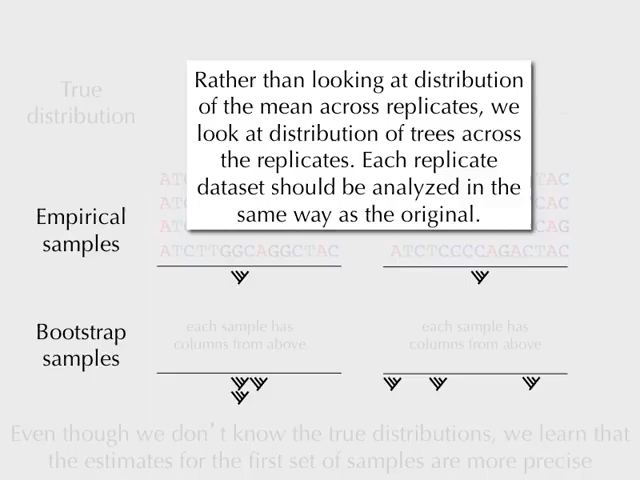 True
distribution
Rather than looking at distribution
of the mean across replicates, we
look at distribution of trees across
the replicates. Each replicate
dataset should be analyzed in the
same way as the original.
Empirical
samples
ATCTTGGCAGGCTAC
ATCTCCCCAGACTAC
Bootstrap
samples
each sample has
columns from above
each sample has
columns from above
Even though we don't know the true distributions, we learn that
the estimates for the first set of samples are more precise